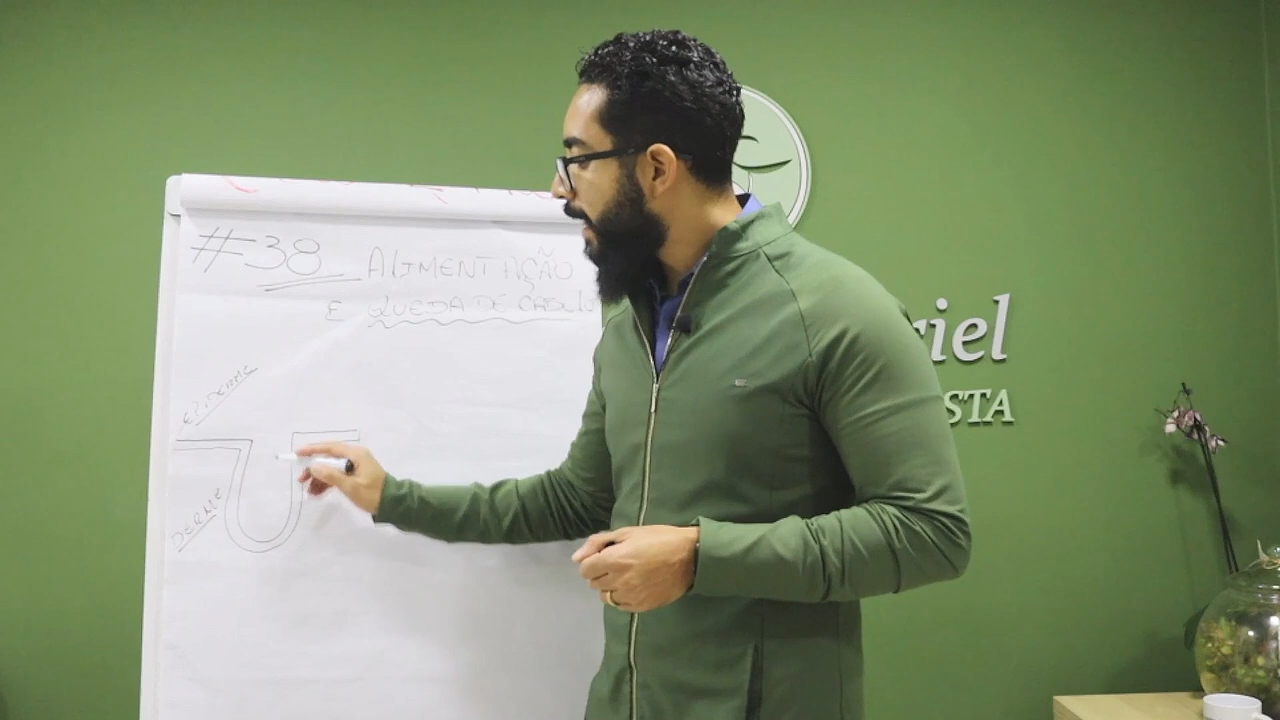 #38 ALIMENTAÇÃO
E QUEDA DE CABELO
EPIDERME
DERME
riel
STA